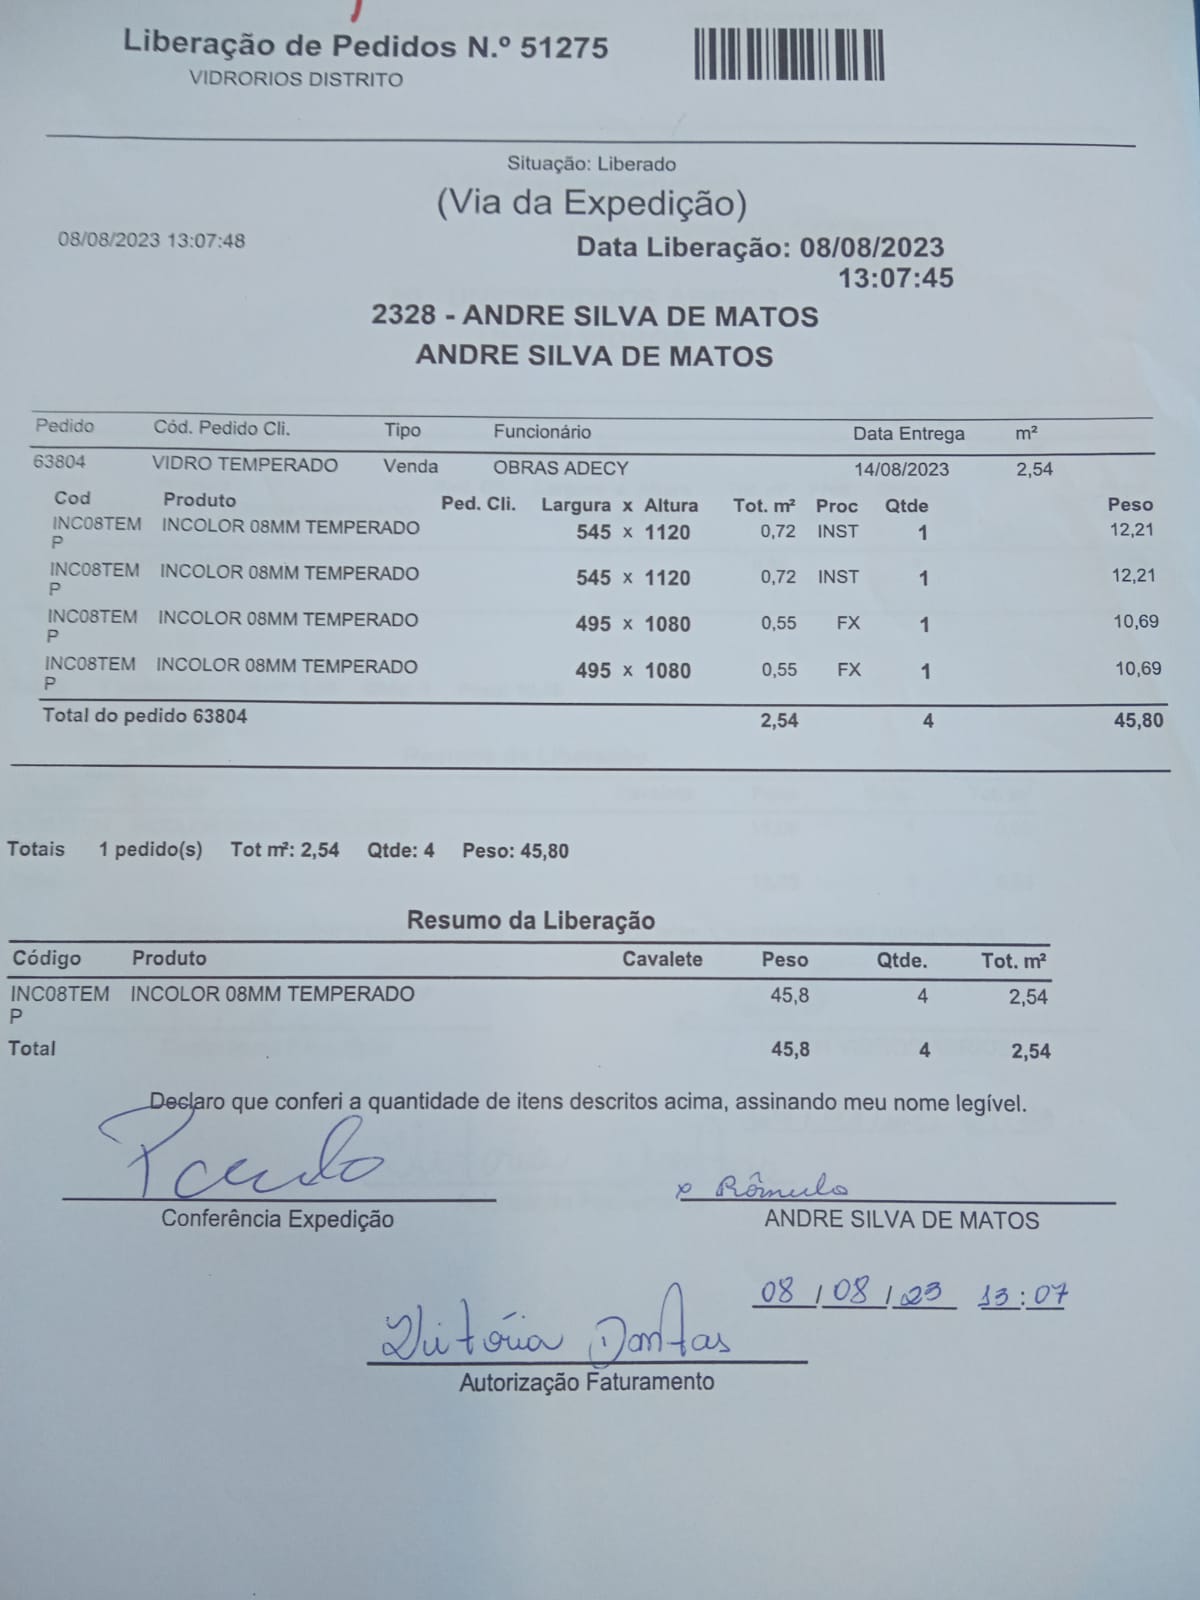 Liberação de Pedidos N.º 51275
VIDRORIOS DISTRITO
Situação: Liberado
(Via da Expedição)
08/08/2023 13:07:48
Data Liberação: 08/08/2023
13:07:45
2328 - ANDRE SILVA DE MATOS
ANDRE SILVA DE MATOS
Pedido Cód. Pedido Cli. Tipo Funcionário Data Entrega m²
63804 VIDRO TEMPERADO Venda OBRAS ADECY 14/08/2023 2,54
Cod Produto Ped. Cli. Largura x Altura Tot. m² Proc Qtde Peso
INC08TEM INCOLOR 08MM TEMPERADO 545 x 1120 0,72 INST 1 12,21
P
INC08TEM INCOLOR 08MM TEMPERADO 545 x 1120 0,72 INST 1 12,21
P
INC08TEM INCOLOR 08MM TEMPERADO 495 x 1080 0,55 FX 1 10,69
P
INC08TEM INCOLOR 08MM TEMPERADO 495 x 1080 0,55 FX 1 10,69
P
Total do pedido 63804 2,54 4 45,80
Totais 1 pedido(s) Tot m²: 2,54 Qtde: 4 Peso: 45,80
Resumo da Liberação
Código Produto Cavalete Peso Qtde. Tot. m²
INC08TEM INCOLOR 08MM TEMPERADO 45,8 4 2,54
P
Total 45,8 4 2,54
Declaro que conferi a quantidade de itens descritos acima, assinando meu nome legível.
x Rômulo
Conferência Expedição ANDRE SILVA DE MATOS
08 / 08 / 23 13:07
Vitória Dantas
Autorização Faturamento